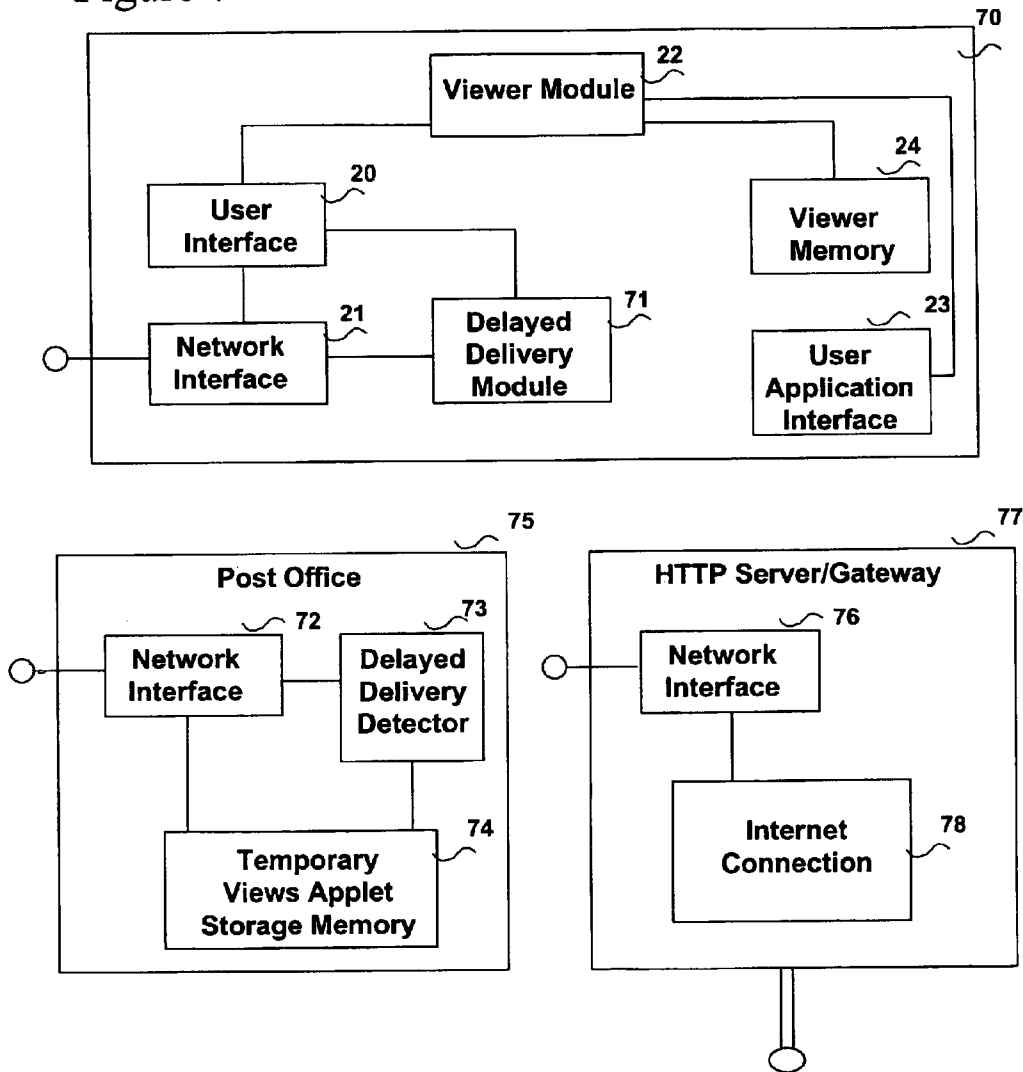 Figure
70
22
Viewer Module
24
20
User
Interface
Viewer
Memory
21
Network
Interface
71
Delayed
Delivery
Module
23
User
Application
Interface
75
Post Office
72
Network
Interface
73
Delayed
Delivery
Detector
74
Temporary
Views Applet
Storage Memory
77
HTTP Server/Gateway
76
Network
Interface
Internet
Connection
78